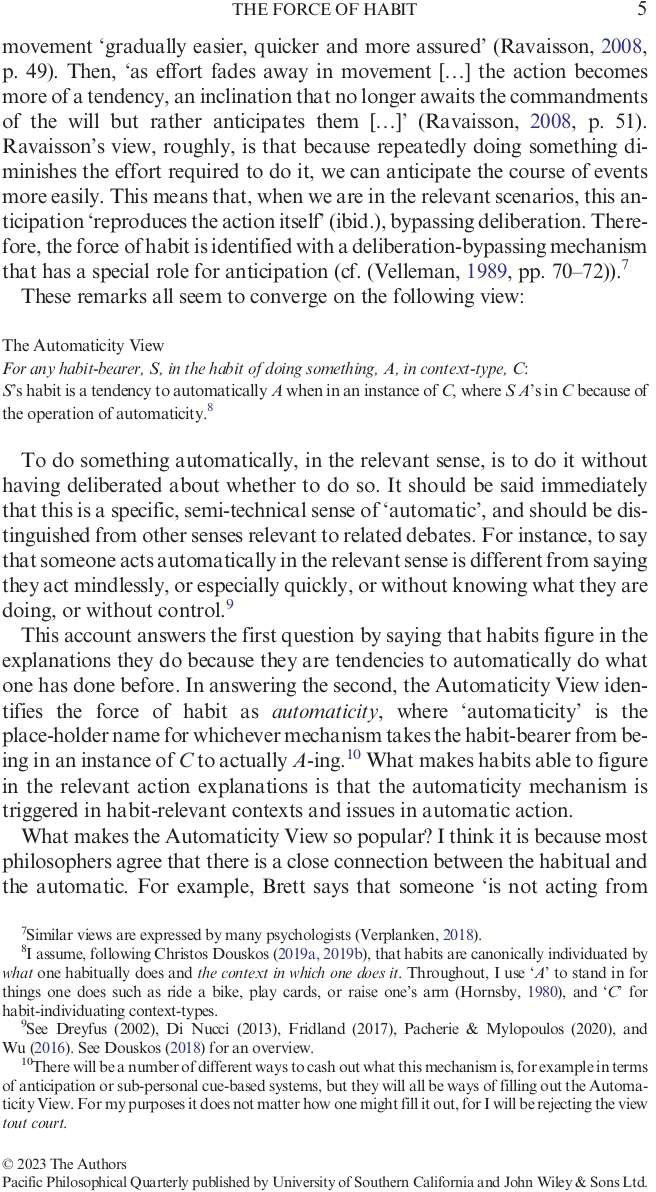 THE FORCE OF HABIT 5
movement ‘gradually easier, quicker and more assured’ (Ravaisson, 2008,
p. 49). Then, ‘as effort fades away in movement […] the action becomes
more of a tendency, an inclination that no longer awaits the commandments
of the will but rather anticipates them […]’ (Ravaisson, 2008, p. 51).
Ravaisson’s view, roughly, is that because repeatedly doing something di-
minishes the effort required to do it, we can anticipate the course of events
more easily. This means that, when we are in the relevant scenarios, this an-
ticipation ‘reproduces the action itself’ (ibid.), bypassing deliberation. There-
fore, the force of habit is identified with a deliberation-bypassing mechanism
that has a special role for anticipation (cf. (Velleman, 1989, pp. 70–72)).7
These remarks all seem to converge on the following view:
The Automaticity View
For any habit-bearer, S, in the habit of doing something, A, in context-type, C:
S’s habit is a tendency to automatically A when in an instance of C, where S A’s in C because of
the operation of automaticity.8
To do something automatically, in the relevant sense, is to do it without
having deliberated about whether to do so. It should be said immediately
that this is a specific, semi-technical sense of ‘automatic’, and should be dis-
tinguished from other senses relevant to related debates. For instance, to say
that someone acts automatically in the relevant sense is different from saying
they act mindlessly, or especially quickly, or without knowing what they are
doing, or without control.9
This account answers the first question by saying that habits figure in the
explanations they do because they are tendencies to automatically do what
one has done before. In answering the second, the Automaticity View iden-
tifies the force of habit as automaticity, where ‘automaticity’ is the
place-holder name for whichever mechanism takes the habit-bearer from be-
ing in an instance of C to actually A-ing.10 What makes habits able to figure
in the relevant action explanations is that the automaticity mechanism is
triggered in habit-relevant contexts and issues in automatic action.
What makes the Automaticity View so popular? I think it is because most
philosophers agree that there is a close connection between the habitual and
the automatic. For example, Brett says that someone ‘is not acting from
7Similar views are expressed by many psychologists (Verplanken, 2018).
8I assume, following Christos Douskos (2019a, 2019b), that habits are canonically individuated by
what one habitually does and the context in which one does it. Throughout, I use ‘A’ to stand in for
things one does such as ride a bike, play cards, or raise one’s arm (Hornsby, 1980), and ‘C’ for
habit-individuating context-types.
9See Dreyfus (2002), Di Nucci (2013), Fridland (2017), Pacherie & Mylopoulos (2020), and
Wu (2016). See Douskos (2018) for an overview.
10There will be a number of different ways to cash out what this mechanism is, for example in terms
of anticipation or sub-personal cue-based systems, but they will all be ways of filling out the Automa-
ticity View. For my purposes it does not matter how one might fill it out, for I will be rejecting the view
tout court.
© 2023 The Authors
Pacific Philosophical Quarterly published by University of Southern California and John Wiley & Sons Ltd.